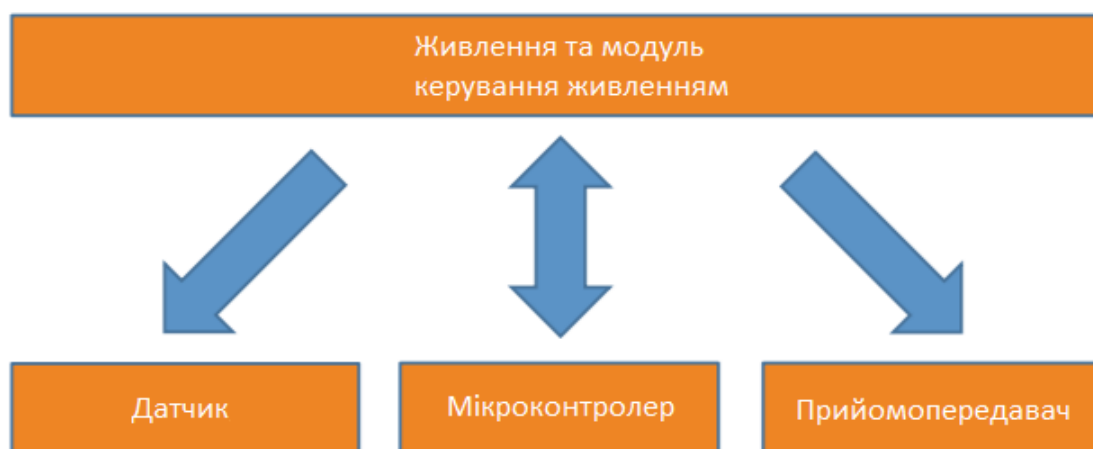 Живлення та модуль
керування живленням
Датчик
Мікроконтролер
Прийомопередавач